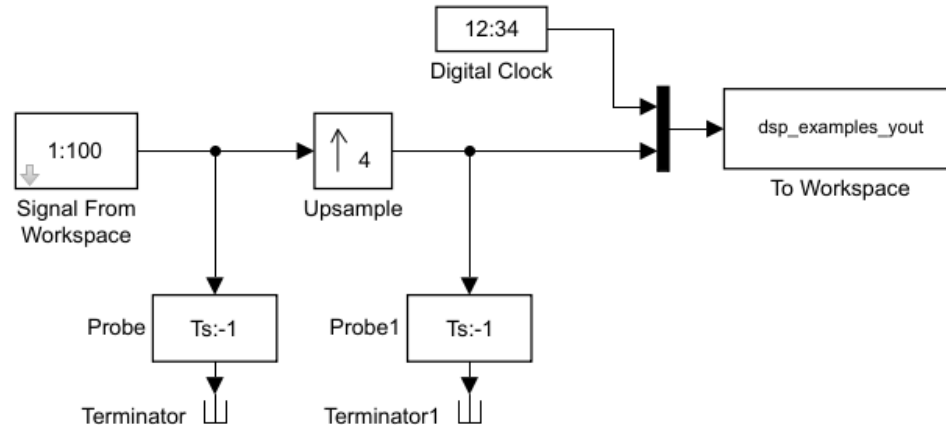 12:34
Digital Clock
1:100
Signal From
Workspace
4
Upsample
dsp_examples_yout
To Workspace
Probe
Ts:-1
Probe1
Ts:-1
Terminator
Terminator1